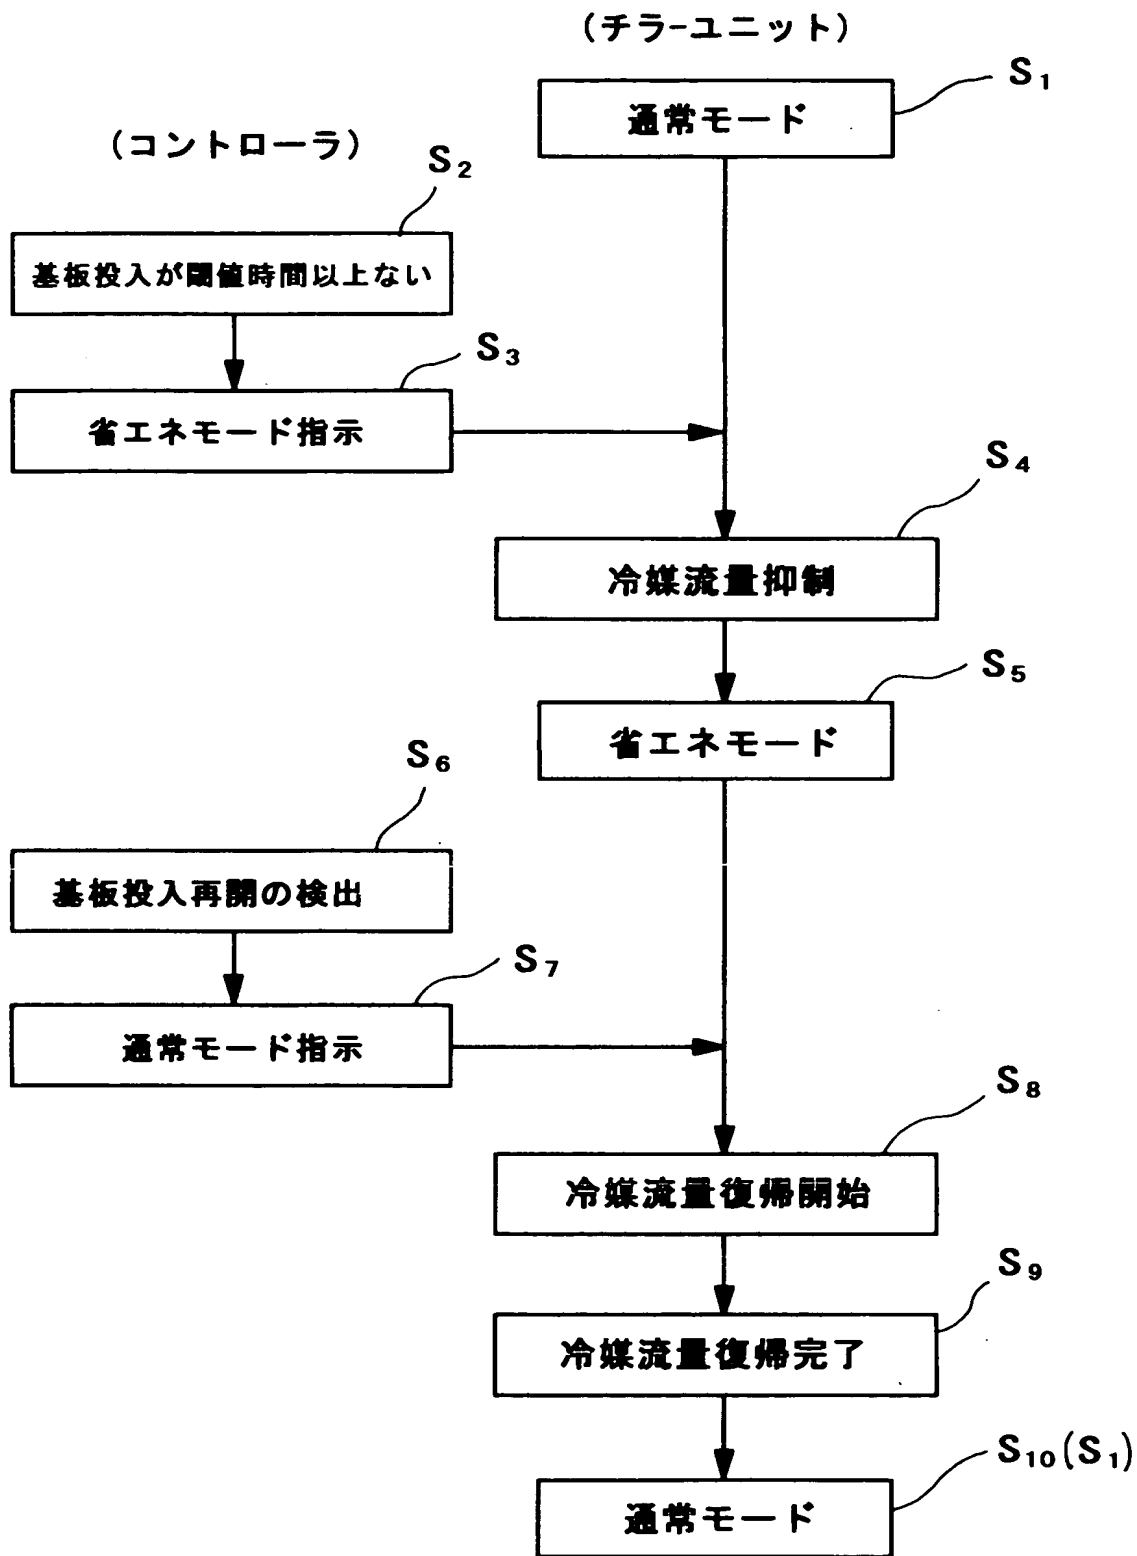 (チラーユニット)
S₁
通常モード
(コントローラ)
S₂
基板投入が閾値時間以上ない
S₃
省エネモード指示
S₄
冷媒流量抑制
S₅
省エネモード
S₆
基板投入再開の検出
S₇
通常モード指示
S₈
冷媒流量復帰開始
S₉
冷媒流量復帰完了
S₁₀(S₁)
通常モード